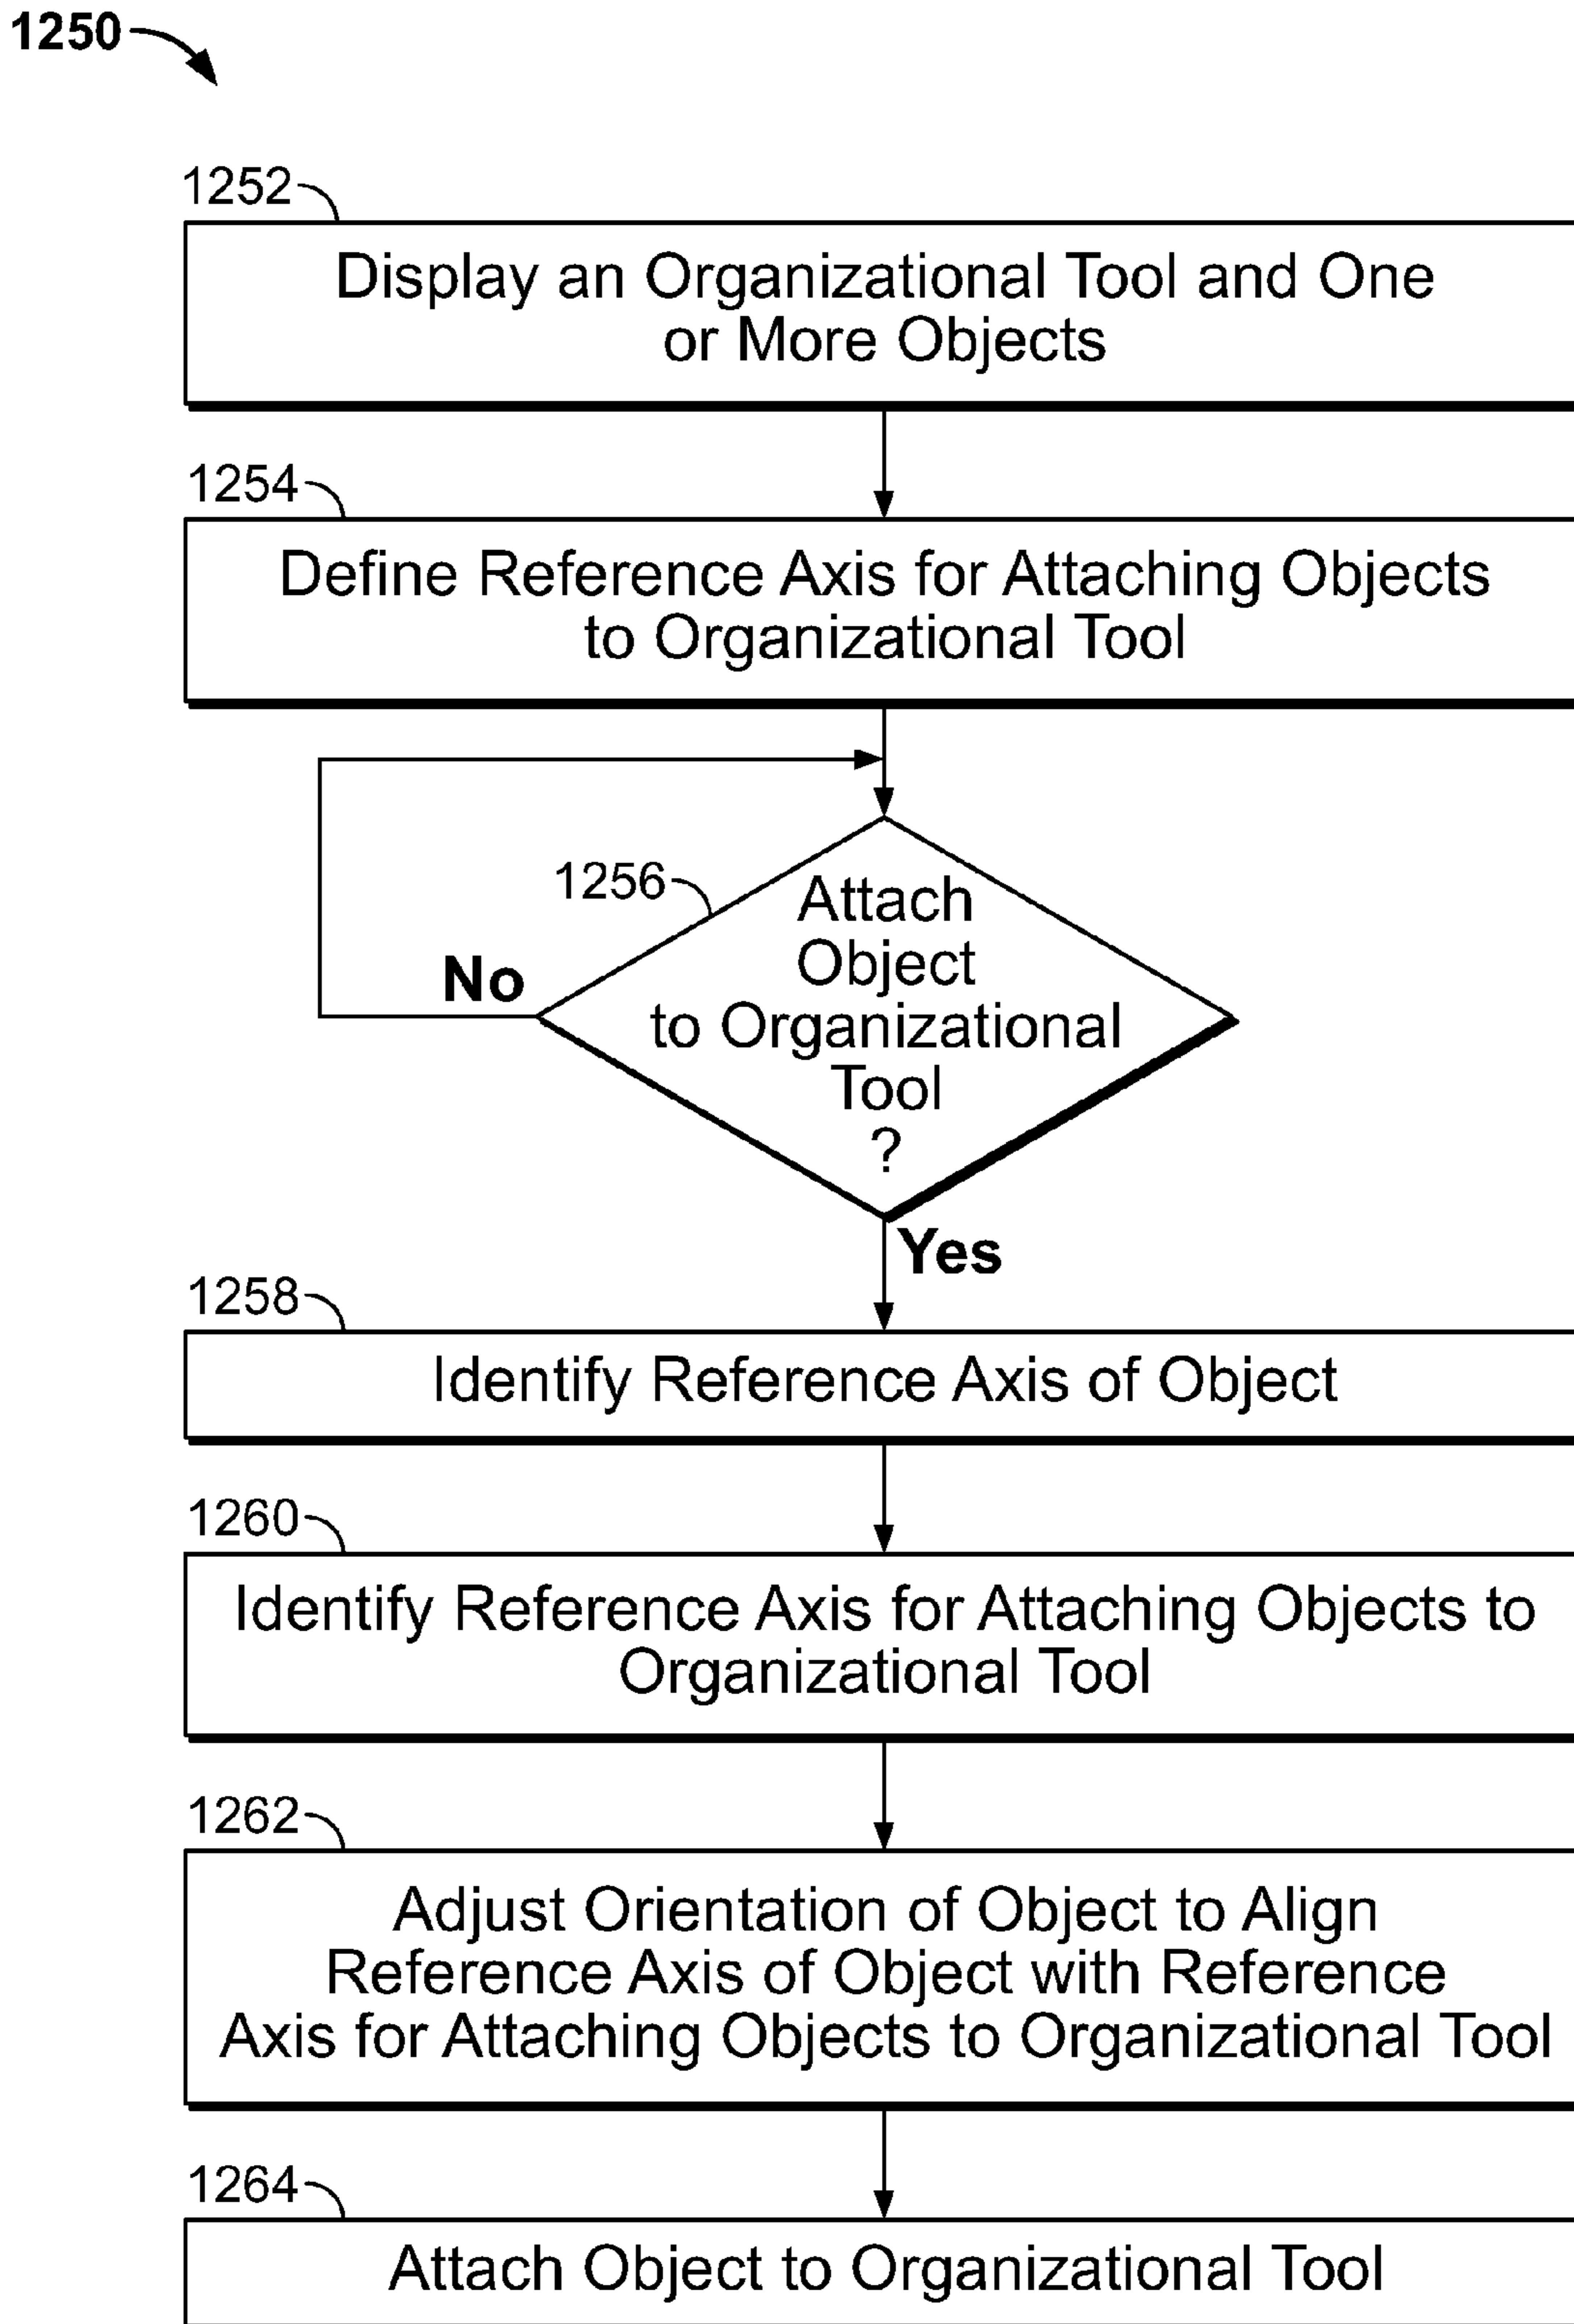 1250
1252
Display an Organizational Tool and One
or More Objects
1254
Define Reference Axis for Attaching Objects
to Organizational Tool
1256
Attach
Object
to Organizational
Tool
?
No
Yes
1258
Identify Reference Axis of Object
1260
Identify Reference Axis for Attaching Objects to
Organizational Tool
1262
Adjust Orientation of Object to Align
Reference Axis of Object with Reference
Axis for Attaching Objects to Organizational Tool
1264
Attach Object to Organizational Tool